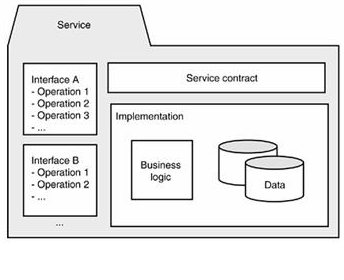 Service
Interface A
- Operation 1
- Operation 2
- Operation 3
- ...
Interface B
- Operation 1
- Operation 2
- ...
...
Service contract
Implementation
Business
logic
Data